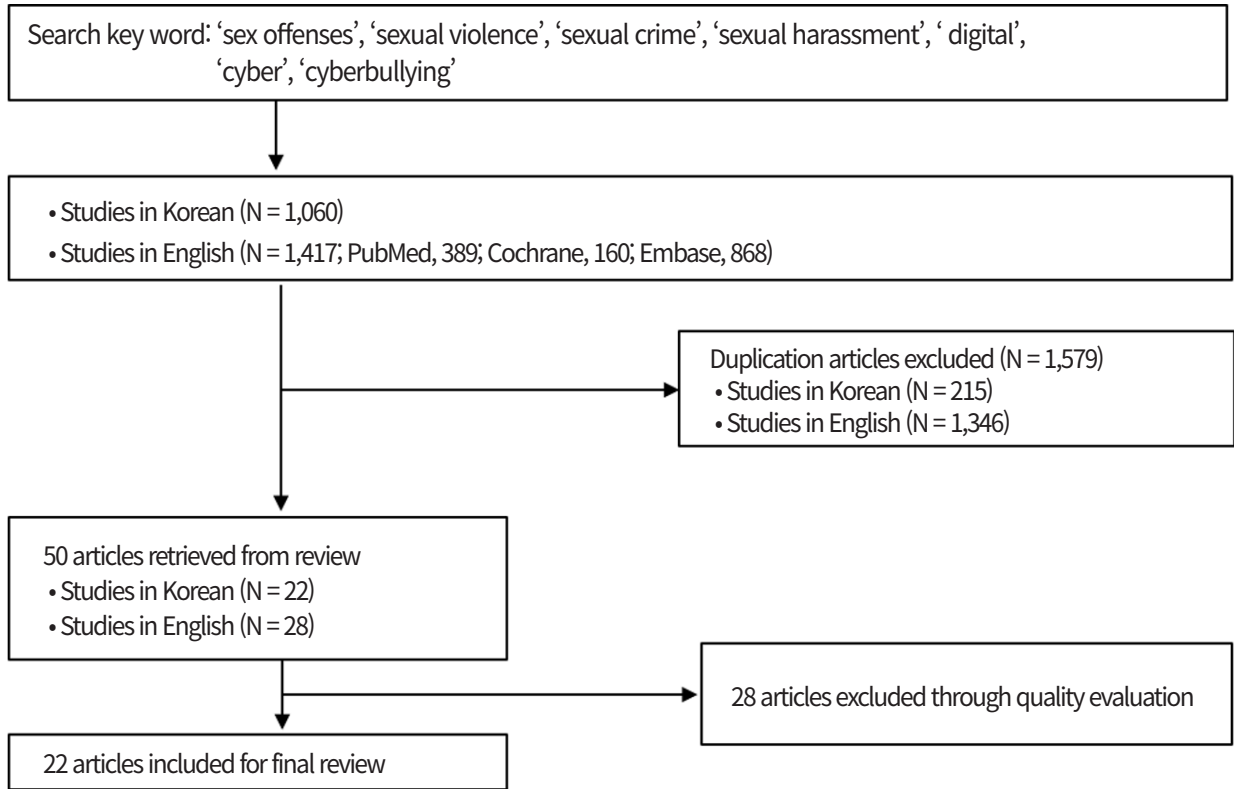 Search key word: ‘sex offenses’, ‘sexual violence’, ‘sexual crime’, ‘sexual harassment’, ‘ digital’,
‘cyber’, ‘cyberbullying’
• Studies in Korean (N = 1,060)
• Studies in English (N = 1,417; PubMed, 389; Cochrane, 160; Embase, 868)
Duplication articles excluded (N = 1,579)
• Studies in Korean (N = 215)
• Studies in English (N = 1,346)
50 articles retrieved from review
• Studies in Korean (N = 22)
• Studies in English (N = 28)
28 articles excluded through quality evaluation
22 articles included for final review